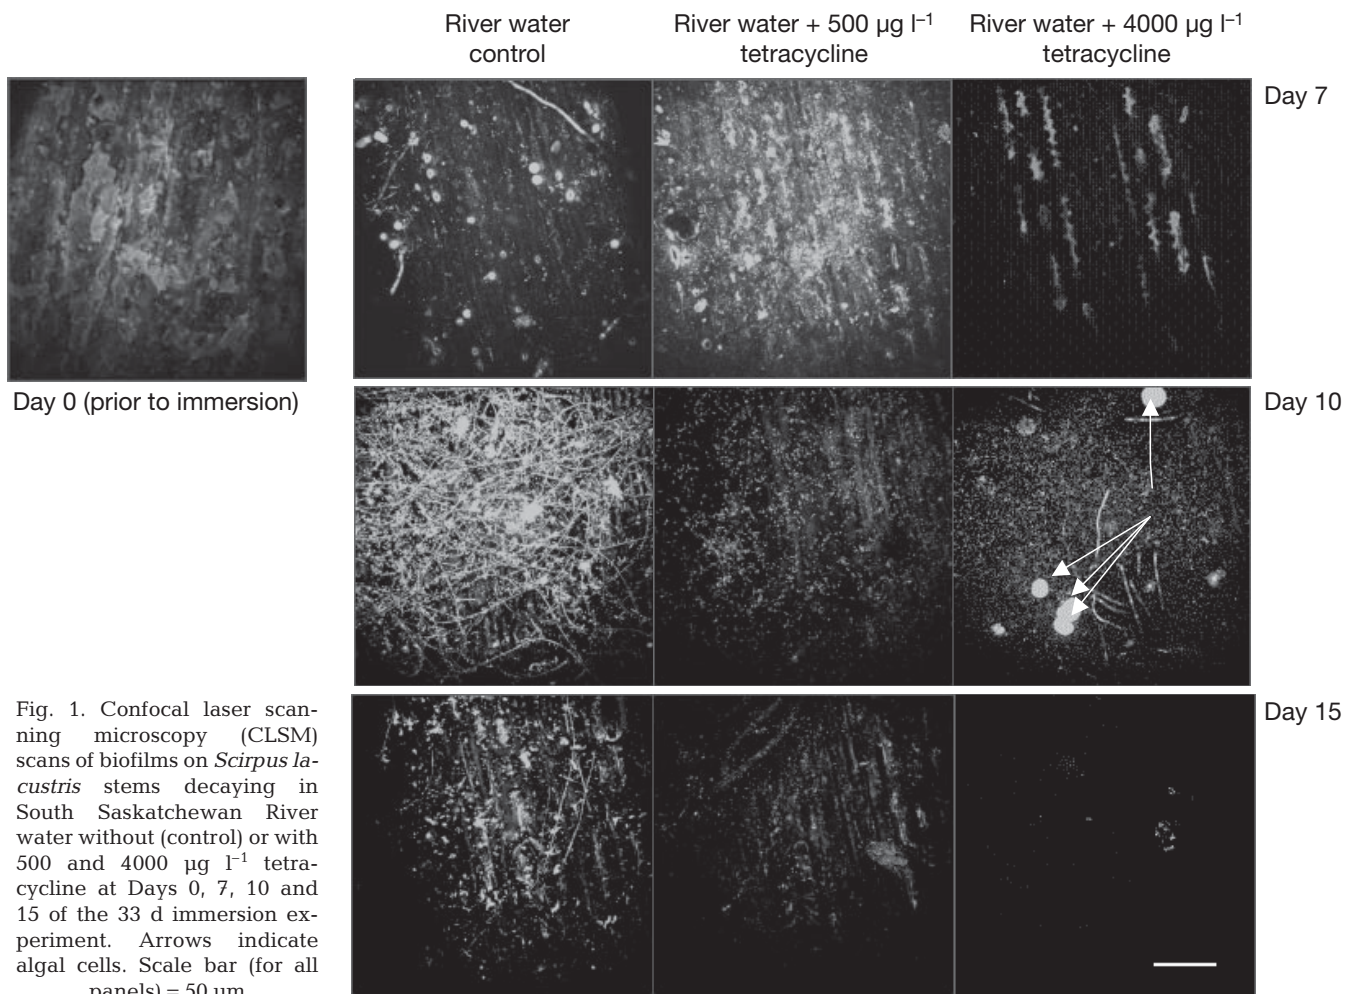 River water
control
River water + 500 µg l⁻¹
tetracycline
River water + 4000 µg l⁻¹
tetracycline
Day 7
Day 0 (prior to immersion)
Day 10
Day 15
Fig. 1. Confocal laser scan-
ning microscopy (CLSM)
scans of biofilms on Scirpus la-
custris stems decaying in
South Saskatchewan River
water without (control) or with
500 and 4000 µg l⁻¹ tetra-
cycline at Days 0, 7, 10 and
15 of the 33 d immersion ex-
periment. Arrows indicate
algal cells. Scale bar (for all
panels) = 50 µm